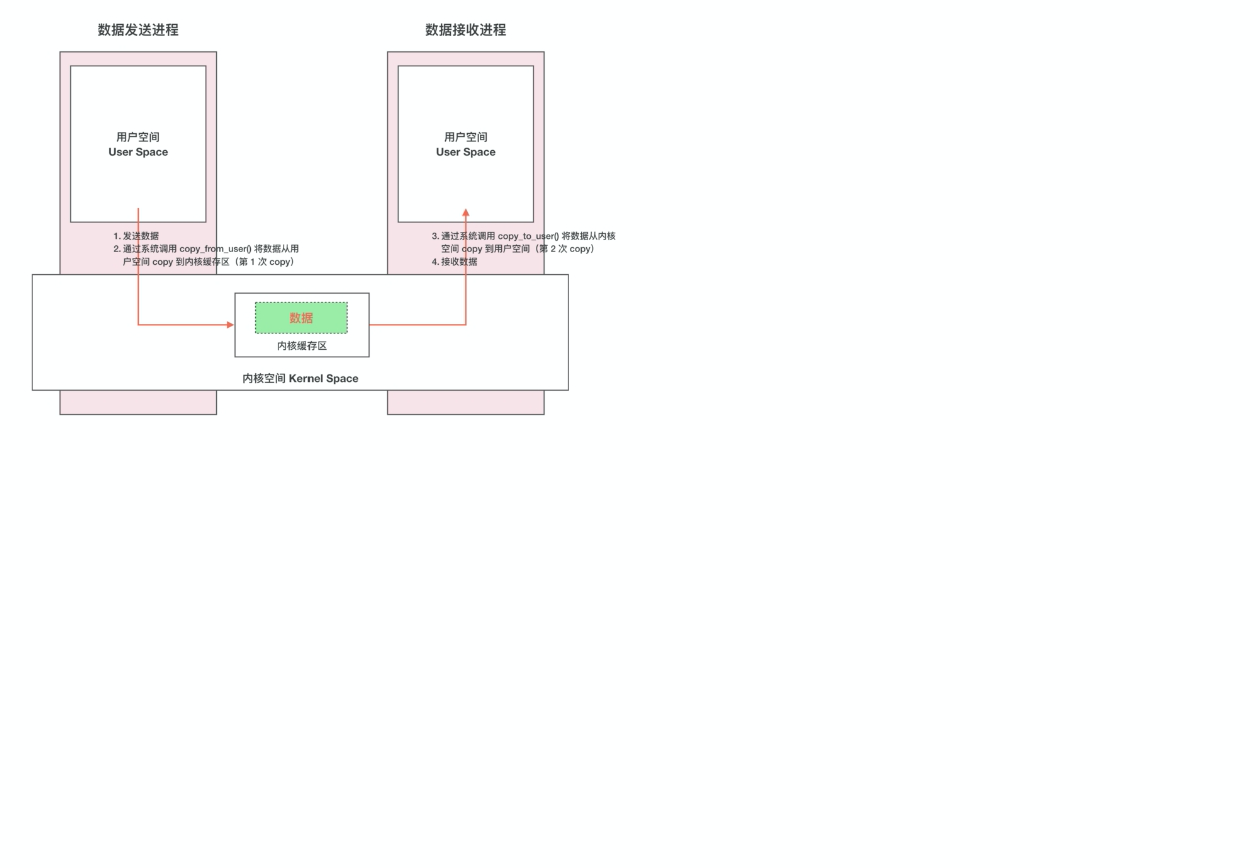 数据发送进程
数据接收进程
用户空间
User Space
用户空间
User Space
1. 发送数据
2. 通过系统调用 copy_from_user() 将数据从用
户空间 copy 到内核缓存区（第 1 次 copy）
3. 通过系统调用 copy_to_user() 将数据从内核
空间 copy 到用户空间（第 2 次 copy）
4. 接收数据
数据
内核缓存区
内核空间 Kernel Space